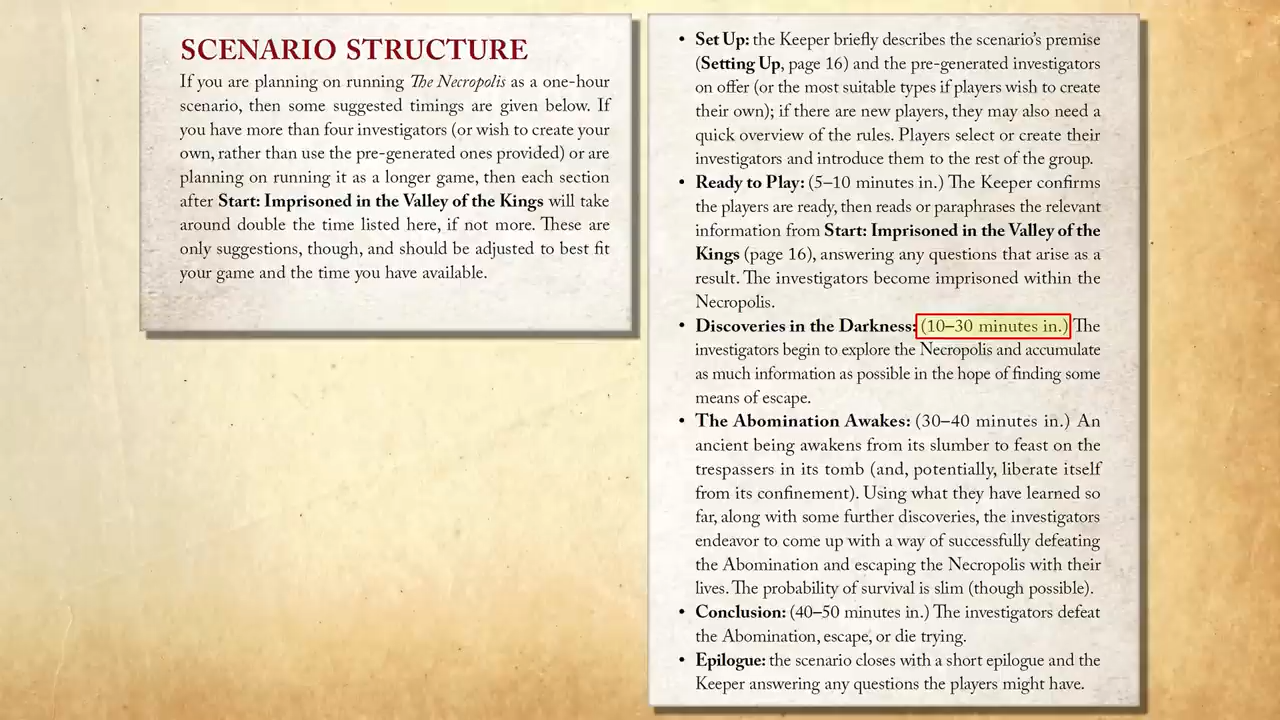 SCENARIO STRUCTURE
If you are planning on running The Necropolis as a one-hour
scenario, then some suggested timings are given below. If
you have more than four investigators (or wish to create your
own, rather than use the pre-generated ones provided) or are
planning on running it as a longer game, then each section
after Start: Imprisoned in the Valley of the Kings will take
around double the time listed here, if not more. These are
only suggestions, though, and should be adjusted to best fit
your game and the time you have available.
• Set Up: the Keeper briefly describes the scenario's premise
(Setting Up, page 16) and the pre-generated investigators
on offer (or the most suitable types if players wish to create
their own); if there are new players, they may also need a
quick overview of the rules. Players select or create their
investigators and introduce them to the rest of the group.
• Ready to Play: (5–10 minutes in.) The Keeper confirms
the players are ready, then reads or paraphrases the relevant
information from Start: Imprisoned in the Valley of the
Kings (page 16), answering any questions that arise as a
result. The investigators become imprisoned within the
Necropolis.
• Discoveries in the Darkness: (10–30 minutes in.) The
investigators begin to explore the Necropolis and accumulate
as much information as possible in the hope of finding some
means of escape.
• The Abomination Awakes: (30–40 minutes in.) An
ancient being awakens from its slumber to feast on the
trespassers in its tomb (and, potentially, liberate itself
from its confinement). Using what they have learned so
far, along with some further discoveries, the investigators
endeavor to come up with a way of successfully defeating
the Abomination and escaping the Necropolis with their
lives. The probability of survival is slim (though possible).
• Conclusion: (40–50 minutes in.) The investigators defeat
the Abomination, escape, or die trying.
• Epilogue: the scenario closes with a short epilogue and the
Keeper answering any questions the players might have.